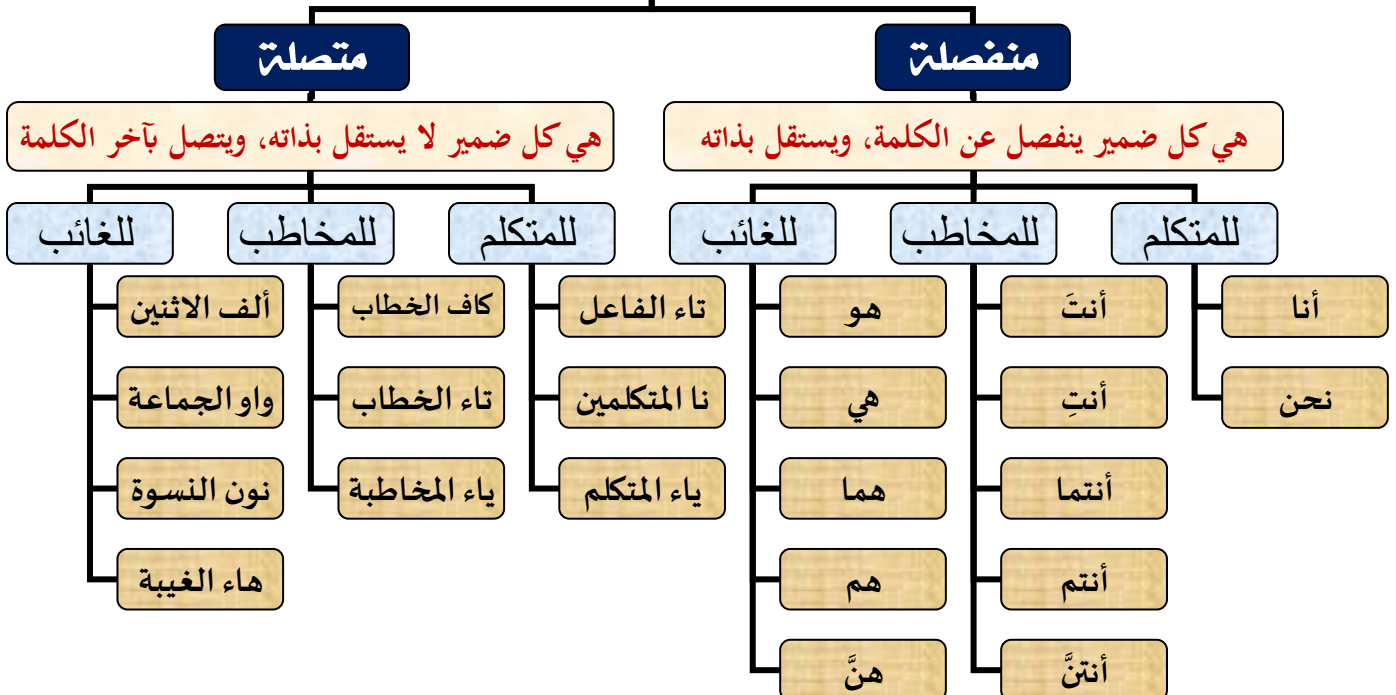 منفصلة
هي كل ضمير ينفصل عن الكلمة، ويستقل بذاته
للمتكلم
أنا
نحن
للمخاطب
أنتَ
أنتِ
أنتما
أنتم
أنتنَّ
للغائب
هو
هي
هما
هم
هنَّ
متصلة
هي كل ضمير لا يستقل بذاته، ويتصل بآخر الكلمة
للمتكلم
تاء الفاعل
نا المتكلمين
ياء المتكلم
للمخاطب
كاف الخطاب
تاء الخطاب
ياء المخاطبة
للغائب
ألف الاثنين
واو الجماعة
نون النسوة
هاء الغيبة